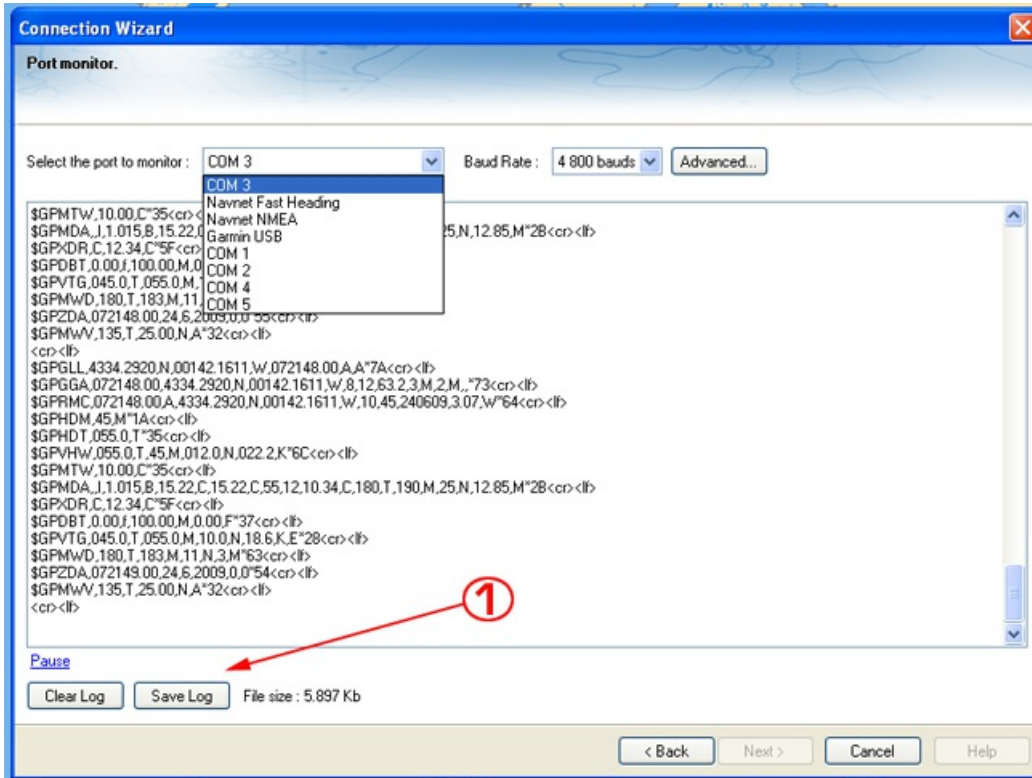 Connection Wizard
Port monitor.
Select the port to monitor : COM 3 Baud Rate : 4 800 bauds Advanced...
COM 3
Navnet Fast Heading
Navnet NMEA
Garmin USB
COM 1
COM 2
COM 4
COM 5
$GPMTW,10.00,C*35<cr><
$GPMDA,,I,1.015,B,15.22,C 25,N,12.85,M*2B<cr><lf>
$GPXDR,C,12.34,C*5F<cr>
$GPDBT,0.00,f,100.00,M,0
$GPVTG,045.0,T,055.0,M,
$GPMWD,180,T,183,M,11,
$GPZDA,072148.00,24,6,2009,0,0*55<cr><lf>
$GPMWV,135,T,25.00,N,A*32<cr><lf>
<cr><lf>
$GPGLL,4334.2920,N,00142.1611,W,072148.00,A,A*7A<cr><lf>
$GPGGA,072148.00,4334.2920,N,00142.1611,W,8,12,63.2,3,M,2,M,,*73<cr><lf>
$GPRMC,072148.00,A,4334.2920,N,00142.1611,W,10,45,240609,3.07,W*64<cr><lf>
$GPHDM,45,M*1A<cr><lf>
$GPHDT,055.0,T*35<cr><lf>
$GPVHW,055.0,T,45,M,012.0,N,022.2,K*6C<cr><lf>
$GPMTW,10.00,C*35<cr><lf>
$GPMDA,,I,1.015,B,15.22,C,15.22,C,55,12,10.34,C,180,T,190,M,25,N,12.85,M*2B<cr><lf>
$GPXDR,C,12.34,C*5F<cr><lf>
$GPDBT,0.00,f,100.00,M,0.00,F*37<cr><lf>
$GPVTG,045.0,T,055.0,M,10.0,N,18.6,K,E*28<cr><lf>
$GPMWD,180,T,183,M,11,N,3,M*63<cr><lf>
$GPZDA,072149.00,24,6,2009,0,0*54<cr><lf>
$GPMWV,135,T,25.00,N,A*32<cr><lf>
<cr><lf>
1
Pause
Clear Log Save Log File size : 5.897 Kb
< Back Next > Cancel Help